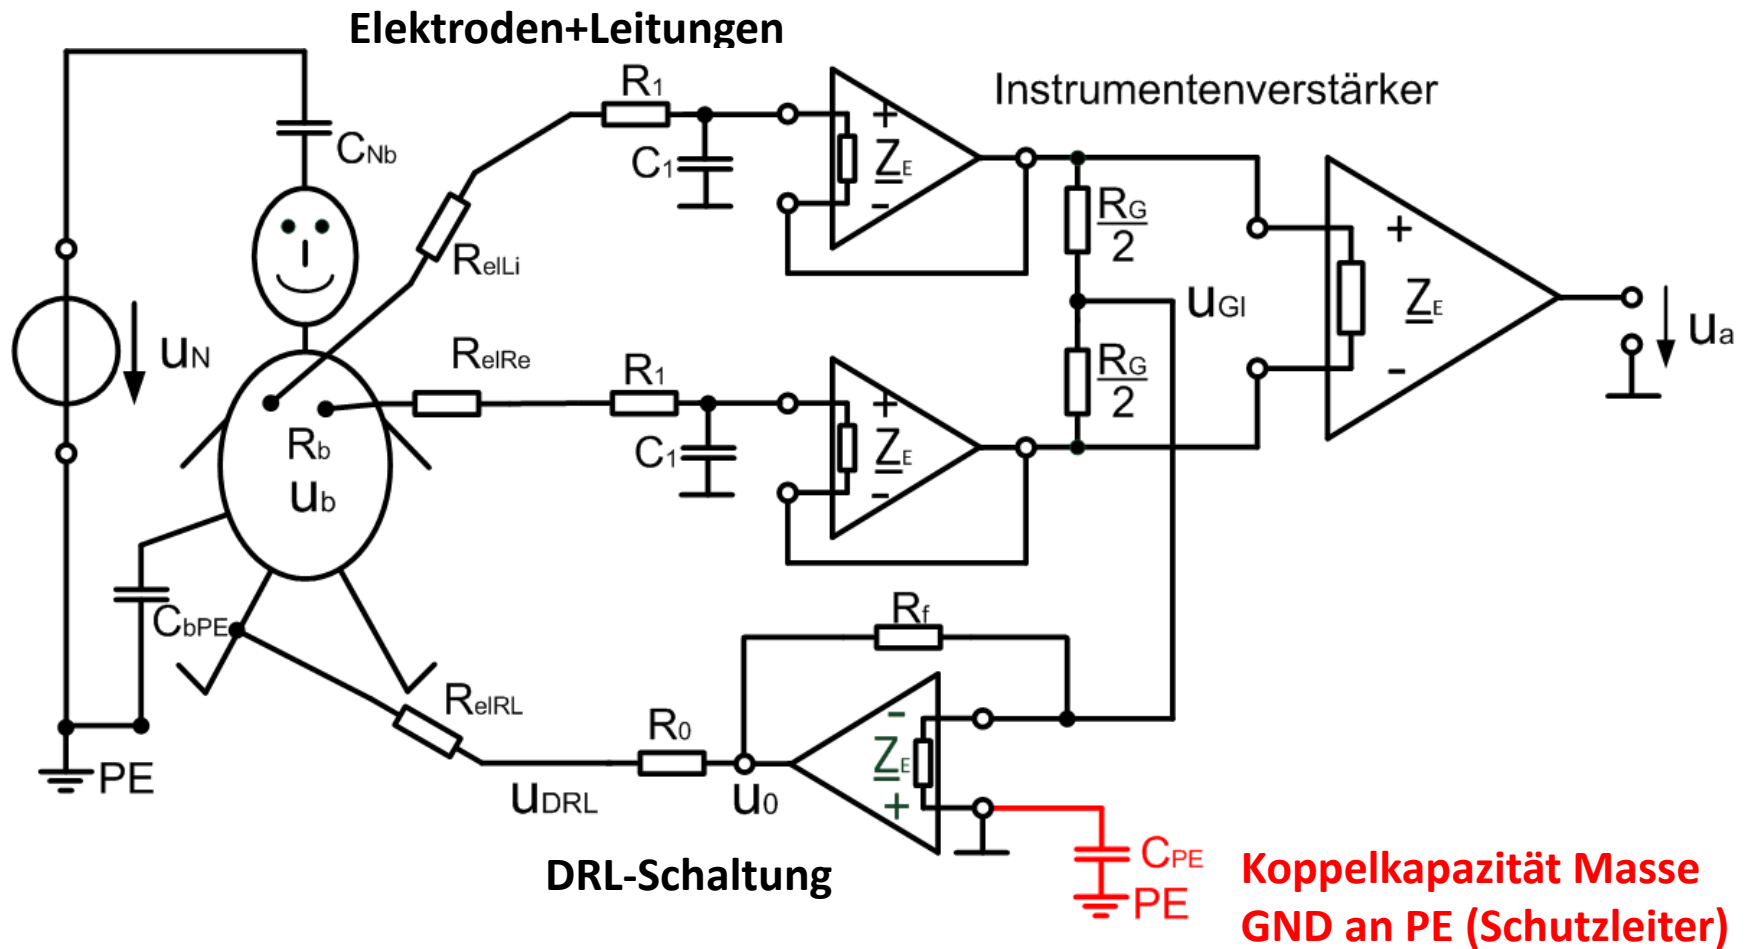 Elektroden+Leitungen
Instrumentenverstärker
R1
+
CNb
C1
ZE
-
RG
2
+
RelLi
uGl
ZE
ua
uN
RelRe
R1
+
RG
2
-
Rb
C1
ZE
ub
-
Rf
CbPE
RelRL
R0
-
ZE
PE
uDRL
u0
+
DRL-Schaltung
CPE
PE
Koppelkapazität Masse
GND an PE (Schutzleiter)